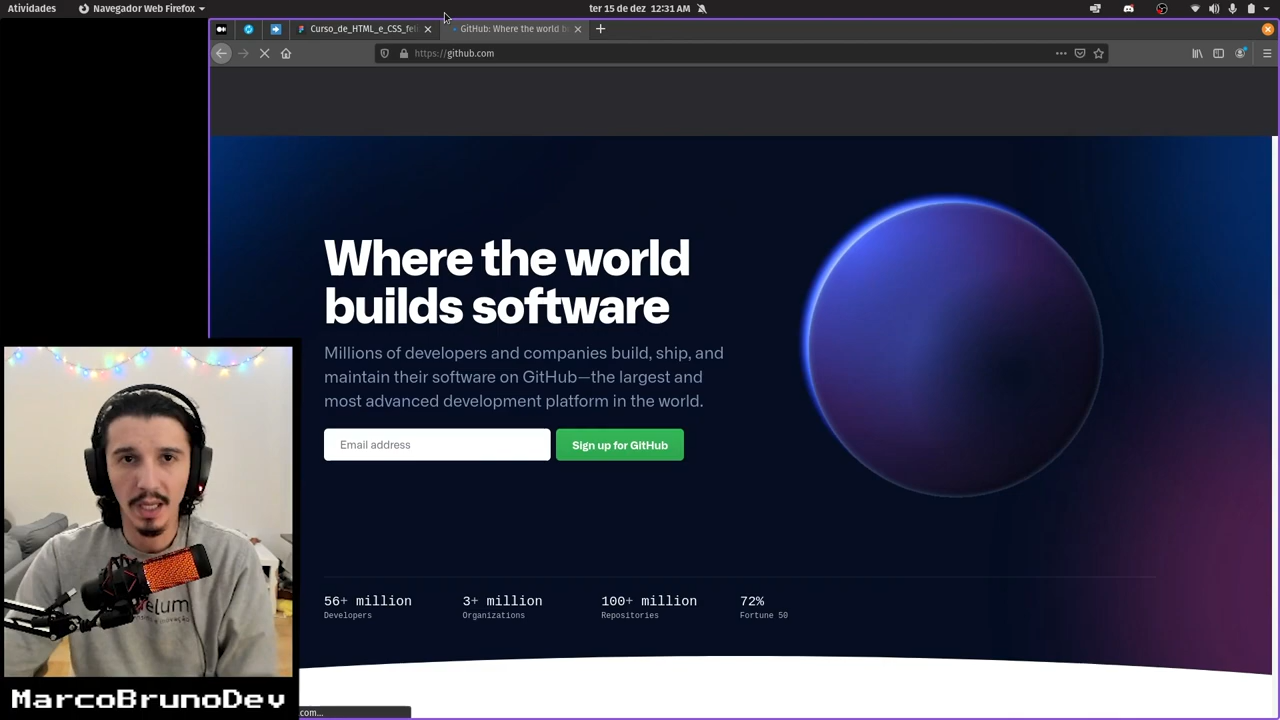 Atividades
Navegador Web Firefox
ter 15 de dez 12:31 AM
Curso_de_HTML_e_CSS_feli
GitHub: Where the world b
https://github.com
Where the world
builds software
Millions of developers and companies build, ship, and
maintain their software on GitHub—the largest and
most advanced development platform in the world.
Email address
Sign up for GitHub
56+ million
Developers
3+ million
Organizations
100+ million
Repositories
72%
Fortune 50
MarcoBrunoDev
com...